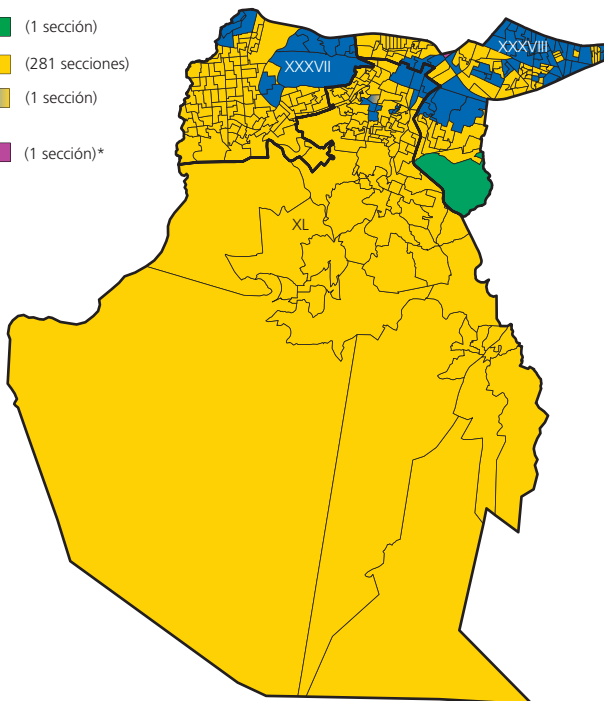 (1 sección)
(281 secciones)
(1 sección)
(1 sección)*
XXXVII
XXXVIII
XL